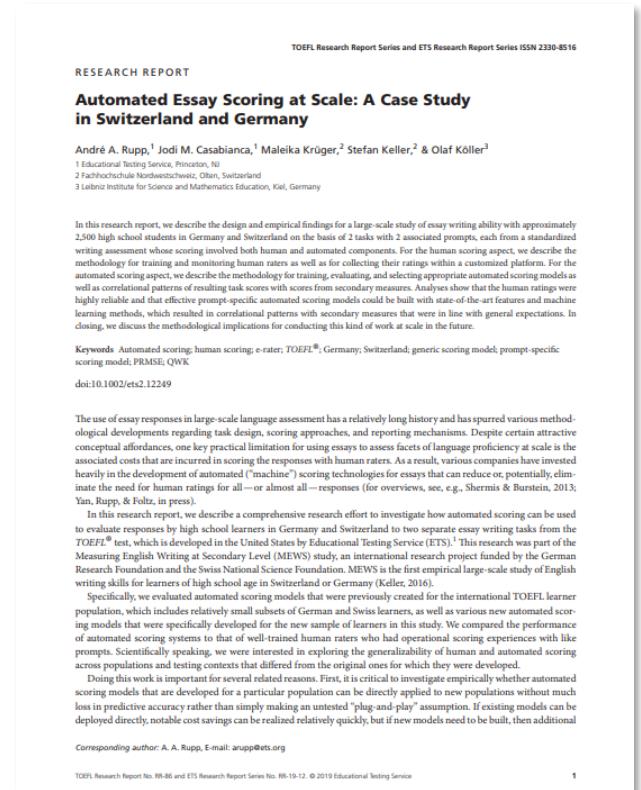 TOEFL Research Report Series and ETS Research Report Series ISSN 2330-8516
RESEARCH REPORT
Automated Essay Scoring at Scale: A Case Study
in Switzerland and Germany
André A. Rupp,1 Jodi M. Casabianca,1 Maleika Krüger,2 Stefan Keller,2 & Olaf Köller3
1 Educational Testing Service, Princeton, NJ
2 Fachhochschule Nordwestschweiz, Olten, Switzerland
3 Leibniz Institute for Science and Mathematics Education, Kiel, Germany
In this research report, we describe the design and empirical findings for a large-scale study of essay writing ability with approximately
2,500 high school students in Germany and Switzerland on the basis of 2 tasks with 2 associated prompts, each from a standardized
writing assessment whose scoring involved both human and automated components. For the human scoring aspect, we describe the
methodology for training and monitoring human raters as well as for collecting their ratings within a customized platform. For the
automated scoring aspect, we describe the methodology for training, evaluating, and selecting appropriate automated scoring models as
well as correlational patterns of resulting task scores with scores from secondary measures. Analyses show that the human ratings were
highly reliable and that effective prompt-specific automated scoring models could be built with state-of-the-art features and machine
learning methods, which resulted in correlational patterns with secondary measures that were in line with general expectations. In
closing, we discuss the methodological implications for conducting this kind of work at scale in the future.
Keywords Automated scoring; human scoring; e-rater; TOEFL®; Germany; Switzerland; generic scoring model; prompt-specific
scoring model; PRMSE; QWK
doi:10.1002/ets2.12249
The use of essay responses in large-scale language assessment has a relatively long history and has spurred various method-
ological developments regarding task design, scoring approaches, and reporting mechanisms. Despite certain attractive
conceptual affordances, one key practical limitation for using essays to assess facets of language proficiency at scale is the
associated costs that are incurred in scoring the responses with human raters. As a result, various companies have invested
heavily in the development of automated ("machine") scoring technologies for essays that can reduce or, potentially, elim-
inate the need for human ratings for all—or almost all—responses (for overviews, see, e.g., Shermis & Burstein, 2013;
Yan, Rupp, & Foltz, in press).
In this research report, we describe a comprehensive research effort to investigate how automated scoring can be used
to evaluate responses by high school learners in Germany and Switzerland to two separate essay writing tasks from the
TOEFL® test, which is developed in the United States by Educational Testing Service (ETS).1 This research was part of the
Measuring English Writing at Secondary Level (MEWS) study, an international research project funded by the German
Research Foundation and the Swiss National Science Foundation. MEWS is the first empirical large-scale study of English
writing skills for learners of high school age in Switzerland or Germany (Keller, 2016).
Specifically, we evaluated automated scoring models that were previously created for the international TOEFL learner
population, which includes relatively small subsets of German and Swiss learners, as well as various new automated scor-
ing models that were specifically developed for the new sample of learners in this study. We compared the performance
of automated scoring systems to that of well-trained human raters who had operational scoring experiences with like
prompts. Scientifically speaking, we were interested in exploring the generalizability of human and automated scoring
across populations and testing contexts that differed from the original ones for which they were developed.
Doing this work is important for several related reasons. First, it is critical to investigate empirically whether automated
scoring models that are developed for a particular population can be directly applied to new populations without much
loss in predictive accuracy rather than simply making an untested "plug-and-play" assumption. If existing models can be
deployed directly, notable cost savings can be realized relatively quickly, but if new models need to be built, then additional
Corresponding author: A. A. Rupp, E-mail: arupp@ets.org
TOEFL Research Report No. RR-86 and ETS Research Report Series No. RR-19-12. © 2019 Educational Testing Service 1